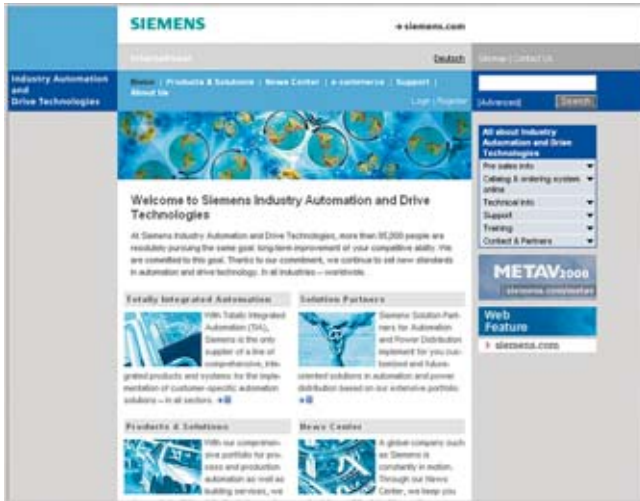 SIEMENS
siemens.com
International
Deutsch
Sitemap | Contact Us
Industry Automation
and
Drive Technologies
Home | Products & Solutions | News Center | e-commerce | Support |
About Us
Login | Register
[Advanced]
Search
All about Industry
Automation and Drive
Technologies
Pre sales info
Catalog & ordering system
online
Technical Info
Support
Training
Contact & Partners
Welcome to Siemens Industry Automation and Drive
Technologies
At Siemens Industry Automation and Drive Technologies, more than people are
resolutely pursuing the same goal: long-term improvement of your competitive ability. We
are committed to this goal. Thanks to our commitment, we continue to set new standards
in automation and drive technology. In all industries – worldwide.
METAV2008
siemens.com/metav
Web
Feature
siemens.com
Totally Integrated Automation
With Totally Integrated
Automation (TIA),
Siemens is the only
supplier of a line of
comprehensive, inte-
grated products and systems for the imple-
mentation of customer-specific automation
solutions – in all sectors.
Solution Partners
Siemens Solution Part-
ners for Automation
and Power Distribution
implement for you cus-
tomized and future-
oriented solutions in automation and power
distribution based on our extensive portfolio.
Products & Solutions
With our comprehen-
sive portfolio for pro-
cess and production
automation as well as
building services, we
News Center
A global company such
as Siemens is
constantly in motion.
Through our News
Center, we keep you